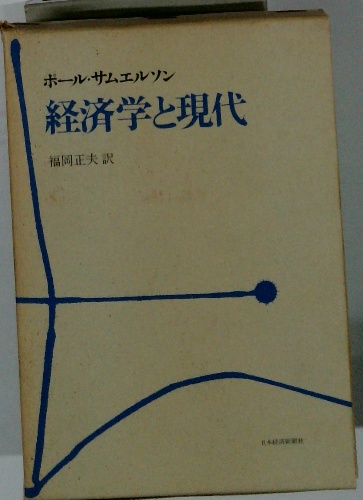 ポール・サムエルソン
経済学と現代
福岡正夫 訳
日本経済新聞社